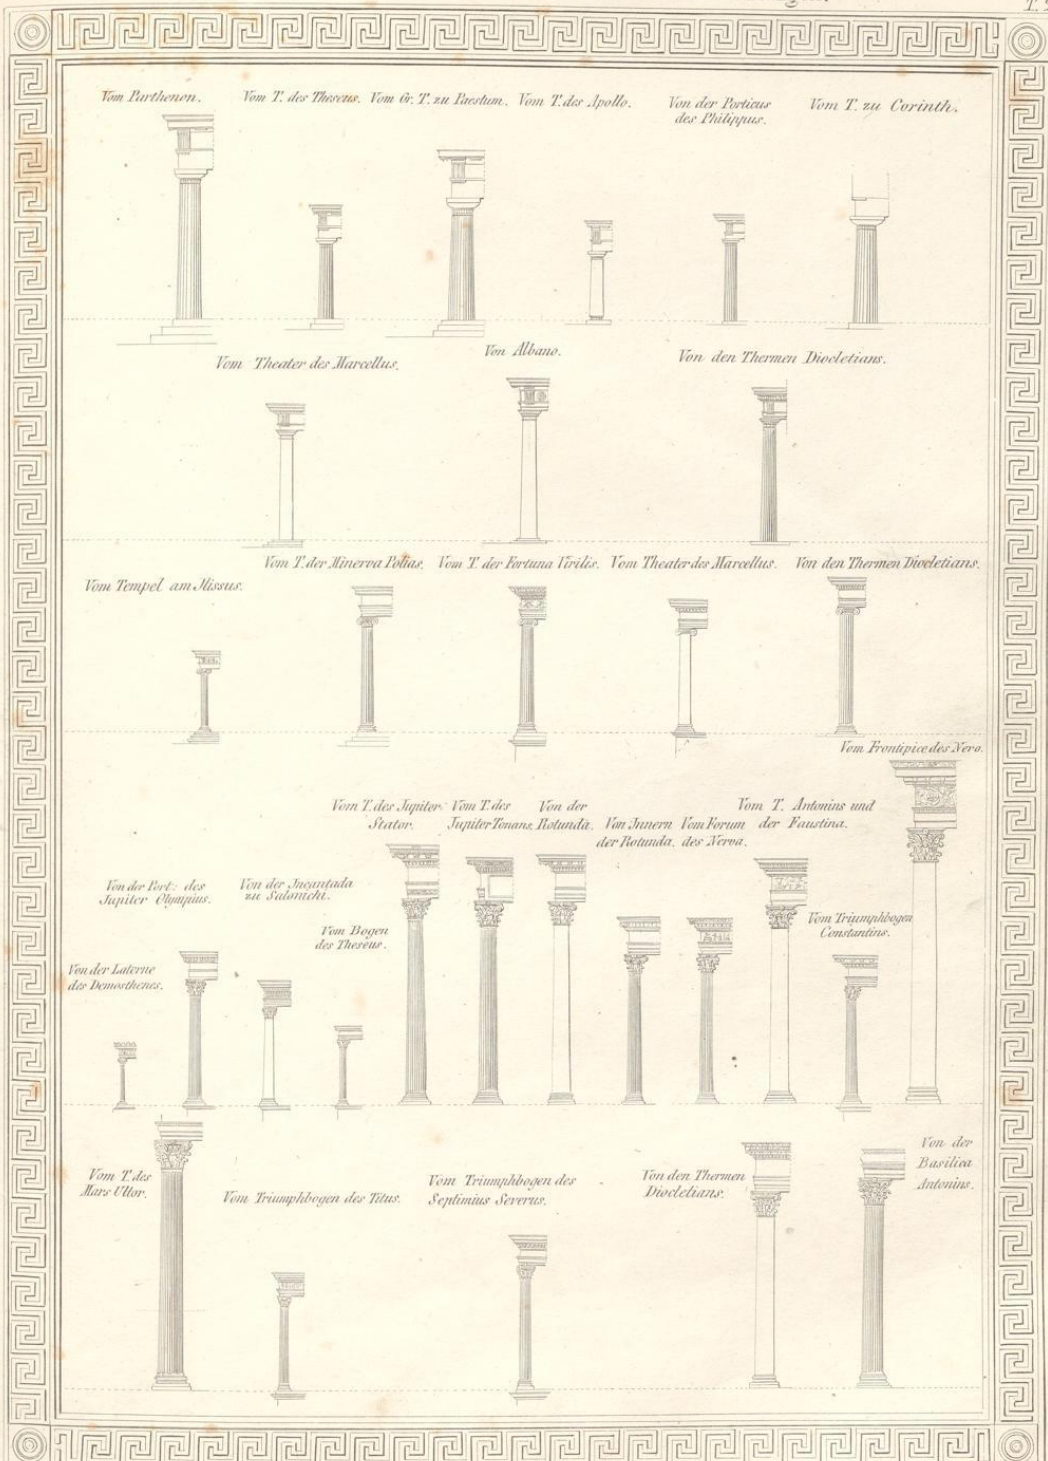 Vom Parthenon.
Vom T. des Theseus.
Vom Gr. T. zu Paestum.
Vom T. des Apollo.
Von der Porticus
des Philippus.
Vom T. zu Corinth.
Vom Theater des Marcellus.
Von Albano.
Von den Thermen Diocletians.
Vom Tempel am Ilissus.
Vom T. der Minerva Polias.
Vom T. der Fortuna Virilis.
Vom Theater des Marcellus.
Von den Thermen Diocletians.
Von der Laterne
des Demosthenes.
Von der Port: des
Jupiter Olympius.
Von der Incantada
zu Salonichi.
Vom Bogen
des Theseus.
Vom T. des Jupiter
Stator.
Vom T. des
Jupiter Tonans.
Von der
Rotunda.
Von Innern
der Rotunda.
Vom Forum
des Nerva.
Vom T. Antonins und
der Faustina.
Vom Triumphbogen
Constantins.
Vom Frontipice des Nero.
Vom T. des
Mars Ultor.
Vom Triumphbogen des Titus.
Vom Triumphbogen des
Septimius Severus.
Von den Thermen
Diocletians.
Von der
Basilica
Antonins.